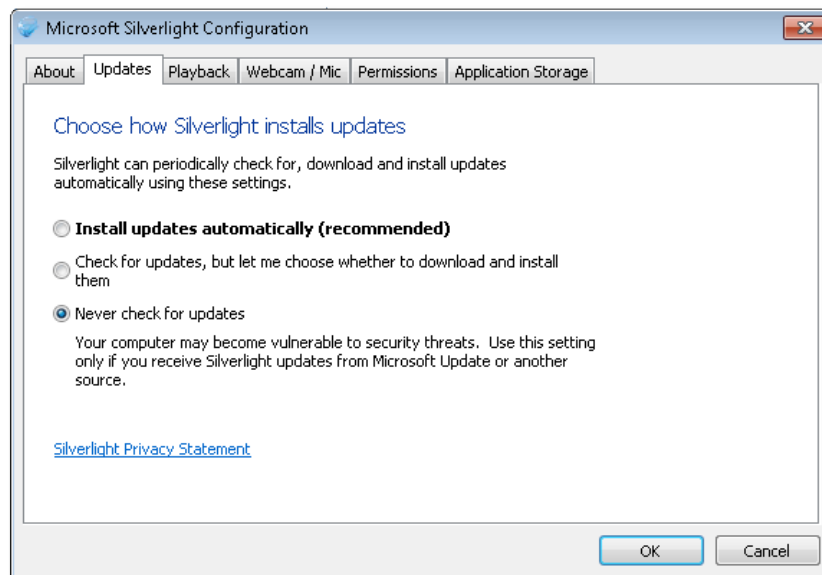 Microsoft Silverlight Configuration
About Updates Playback Webcam / Mic Permissions Application Storage
Choose how Silverlight installs updates
Silverlight can periodically check for, download and install updates
automatically using these settings.
Install updates automatically (recommended)
Check for updates, but let me choose whether to download and install
them
Never check for updates
Your computer may become vulnerable to security threats. Use this setting
only if you receive Silverlight updates from Microsoft Update or another
source.
Silverlight Privacy Statement
OK Cancel